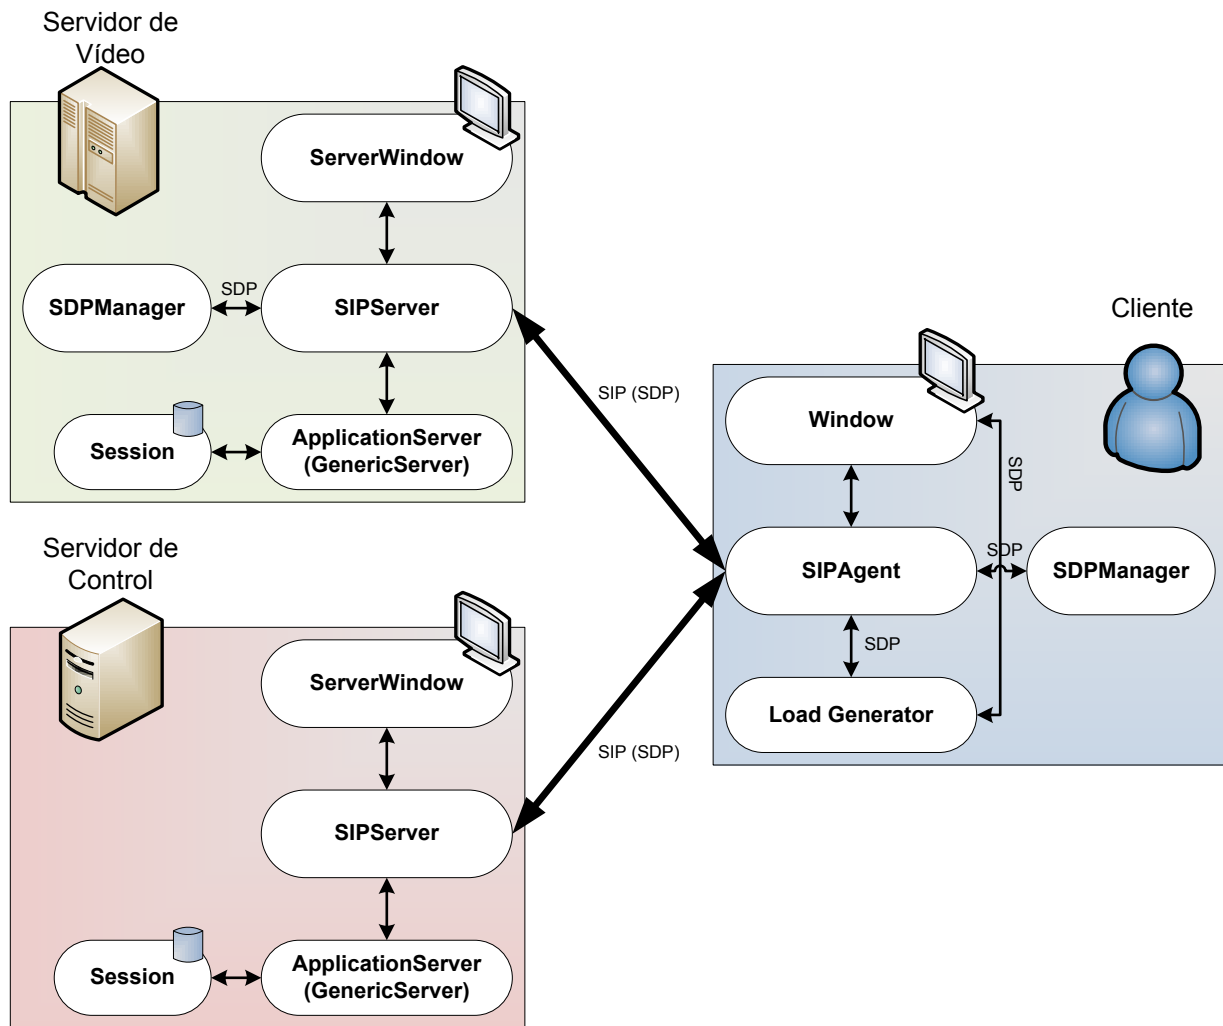 Servidor de
Vídeo
ServerWindow
SDPManager
SDP
SIPServer
Session
ApplicationServer
(GenericServer)
SIP (SDP)
Servidor de
Control
ServerWindow
SIPServer
Session
ApplicationServer
(GenericServer)
SIP (SDP)
Cliente
Window
SDP
SIPAgent
SDP
SDPManager
SDP
Load Generator